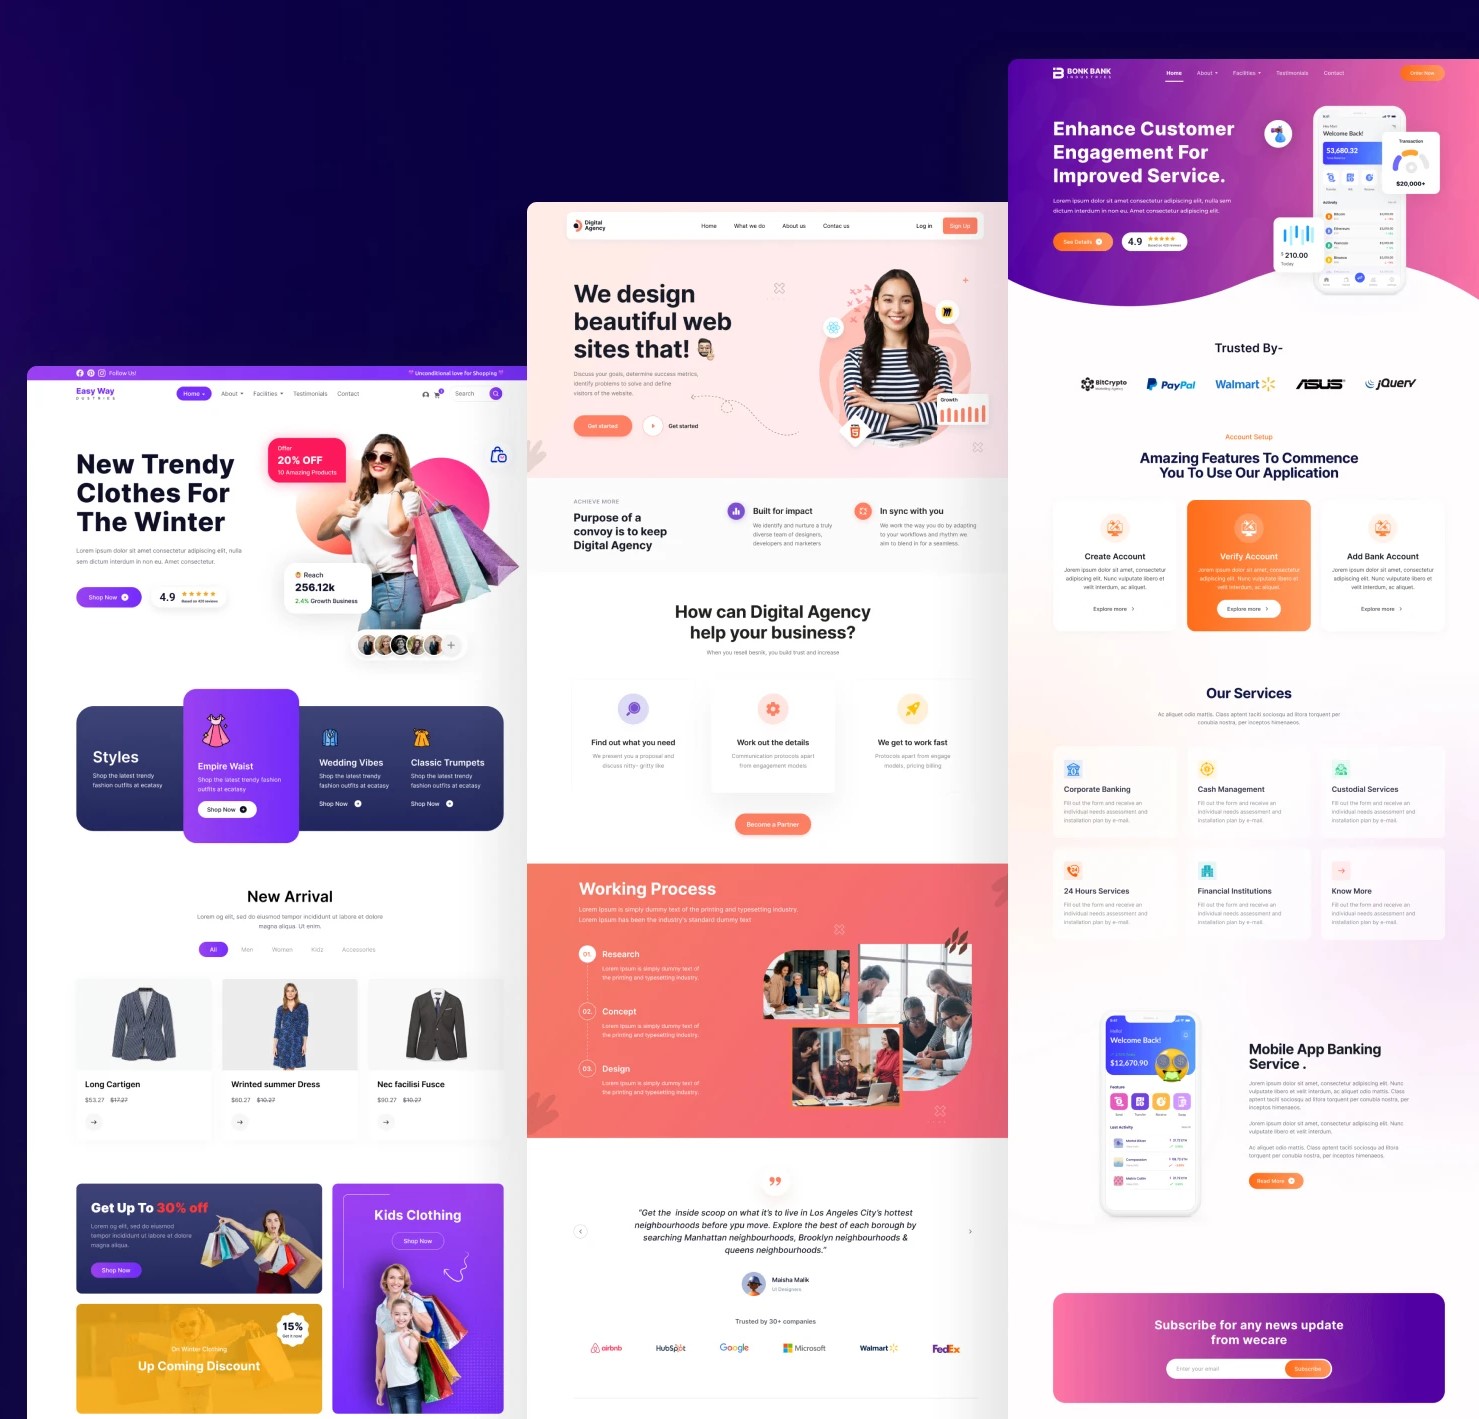 Follow Us!
Unconditional love for Shopping
Easy Way
DUSTRIES
Home
About
Facilities
Testimonials
Contact
Search
New Trendy
Clothes For
The Winter
Lorem ipsum dolor sit amet consectetur adipiscing elit, nulla
sem dictum interdum in non eu. Amet consectetur.
Shop Now
4.9
Based on 429 reviews
Offer
20% OFF
10 Amazing Products
Reach
256.12k
2.4% Growth Business
Styles
Shop the latest trendy
fashion outfits at ecatasy
Empire Waist
Shop the latest trendy fashion
outfits at ecatasy
Shop Now
Wedding Vibes
Shop the latest trendy
fashion outfits at ecatasy
Shop Now
Classic Trumpets
Shop the latest trendy
fashion outfits at ecatasy
Shop Now
New Arrival
Lorem og elit, sed do eiusmod tempor incididunt ut labore et dolore
magna aliqua. Ut enim.
All
Men
Woman
Kidz
Accessories
Long Cartigen
$53.27 $17.27
Wrinted summer Dress
$60.27 $10.27
Nec facilisi Fusce
$90.27 $10.27
Get Up To 30% off
Lorem og elit, sed do eiusmod
tempor incididunt ut labore et dolore
magna aliqua.
Shop Now
15%
Get it now!
On Winter Clothing
Up Coming Discount
Kids Clothing
Shop Now
Digital
Agency
Home
What we do
About us
Contac us
Log in
Sign Up
We design
beautiful web
sites that!
Discuss your goals, determine success metrics,
identify problems to solve and define
visitors of the website.
Get started
Get started
Growth
ACHIEVE MORE
Purpose of a
convoy is to keep
Digital Agency
Built for impact
We identify and nurture a truly
diverse team of designers,
developers and marketers
In sync with you
We work the way you do by adapting
to your workflows and rhythm we
aim to blend in for a seamless.
How can Digital Agency
help your business?
When you resell besnik, you build trust and increase
Find out what you need
We present you a proposal and
discuss nitty- gritty like
Work out the details
Communication protocols apart
from engagement models
We get to work fast
Protocols apart from engage
models, pricing billing
Become a Partner
Working Process
Lorem Ipsum is simply dummy text of the printing and typesetting industry.
Lorem Ipsum has been the industry's standard dummy text
01.
Research
Lorem Ipsum is simply dummy text of
the printing and typesetting industry.
02.
Concept
Lorem Ipsum is simply dummy text of
the printing and typesetting industry.
03.
Design
Lorem Ipsum is simply dummy text of
the printing and typesetting industry.
"Get the inside scoop on what it's to live in Los Angeles City's hottest
neighbourhoods before ypu move. Explore the best of each borough by
searching Manhattan neighbourhoods, Brooklyn neighbourhoods &
queens neighbourhoods."
Maisha Malik
UI Designers
Trusted by 30+ companies
airbnb
HubSpot
Google
Microsoft
Walmart
FedEx
BONK BANK
INDUSTRIES
Home
About
Facilities
Testimonials
Contact
Order Now
Enhance Customer
Engagement For
Improved Service.
Lorem ipsum dolor sit amet consectetur adipiscing elit, nulla sem
dictum interdum in non eu. Amet consectetur adipiscing elit.
See Details
4.9
Based on 429 reviews
Welcome Back!
53,680.32
Transaction
$20,000+
Activity
Bitcoin
Ethereum
Binance
$210.00
Today
Trusted By-
BitCrypto
PayPal
Walmart
ASUS
jQuery
Account Setup
Amazing Features To Commence
You To Use Our Application
Create Account
Jorem ipsum dolor sit amet, consectetur
adipiscing elit. Nunc vulputate libero et
velit interdum, ac aliquet.
Explore more
Verify Account
Jorem ipsum dolor sit amet, consectetur
adipiscing elit. Nunc vulputate libero et
velit interdum, ac aliquet.
Explore more
Add Bank Account
Jorem ipsum dolor sit amet, consectetur
adipiscing elit. Nunc vulputate libero et
velit interdum, ac aliquet.
Explore more
Our Services
Ac aliquet odio mattis. Class aptent taciti sociosqu ad litora torquent per
conubia nostra, per inceptos himenaeos.
Corporate Banking
Fill out the form and receive an
individual needs assessment and
installation plan by e-mail.
Cash Management
Fill out the form and receive an
individual needs assessment and
installation plan by e-mail.
Custodial Services
Fill out the form and receive an
individual needs assessment and
installation plan by e-mail.
24 Hours Services
Fill out the form and receive an
individual needs assessment and
installation plan by e-mail.
Financial Institutions
Fill out the form and receive an
individual needs assessment and
installation plan by e-mail.
Know More
Fill out the form and receive an
individual needs assessment and
installation plan by e-mail.
Welcome Back!
$12,670.90
Feature
Last Activity
Mobile App Banking
Service .
Jorem ipsum dolor sit amet, consectetur adipiscing elit. Nunc
vulputate libero et velit interdum, ac aliquet odio mattis. Class
aptent taciti sociosqu ad litora torquent per conubia nostra, per
inceptos himenaeos.
Jorem ipsum dolor sit amet, consectetur adipiscing elit. Nunc
vulputate libero et velit interdum.
Ac aliquet odio mattis. Class aptent taciti sociosqu ad litora
torquent per conubia nostra, per inceptos himenaeos.
Read More
Subscribe for any news update
from wecare
Enter your email
Subscribe